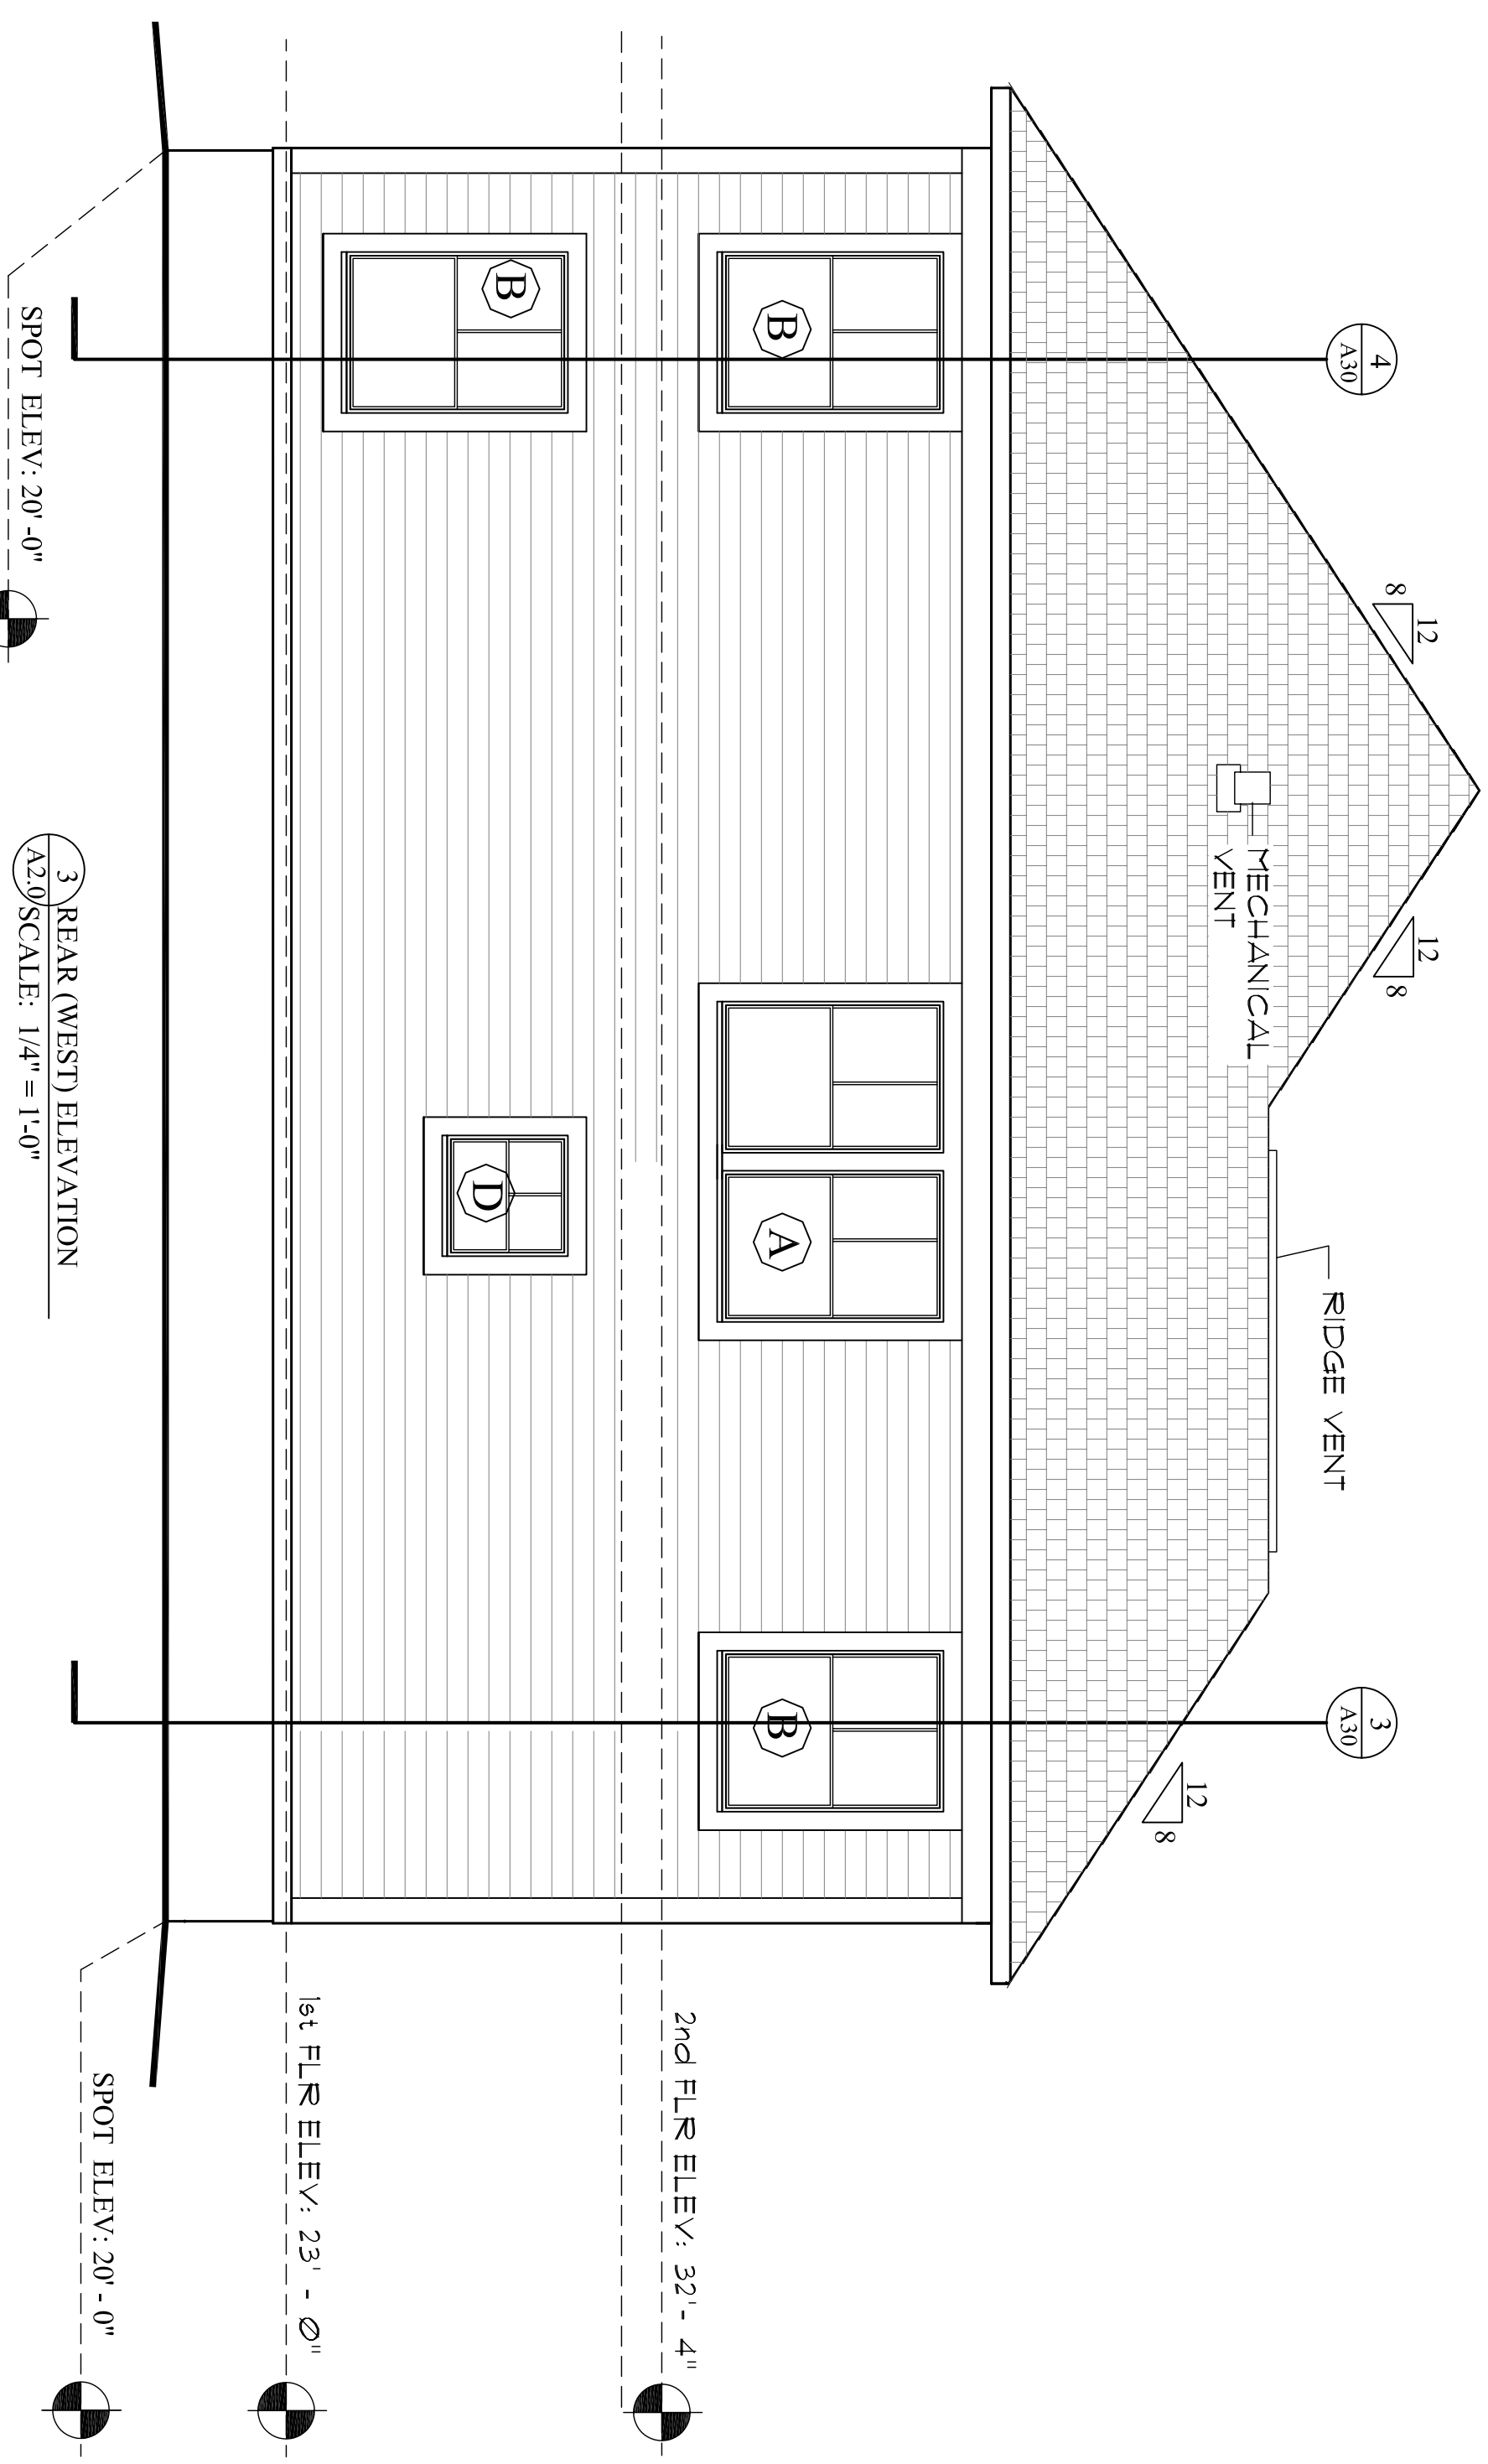 4
A30
3
A30
12
8
12
8
RIDGE VENT
12
8
MECHANICAL
VENT
B
A
B
2nd FLR ELEV: 32' - 4"
B
D
1st FLR ELEV: 23' - 0"
SPOT ELEV: 20' - 0"
SPOT ELEV: 20' -0"
3
REAR (WEST) ELEVATION
A2.0
SCALE: 1/4" = 1'-0"